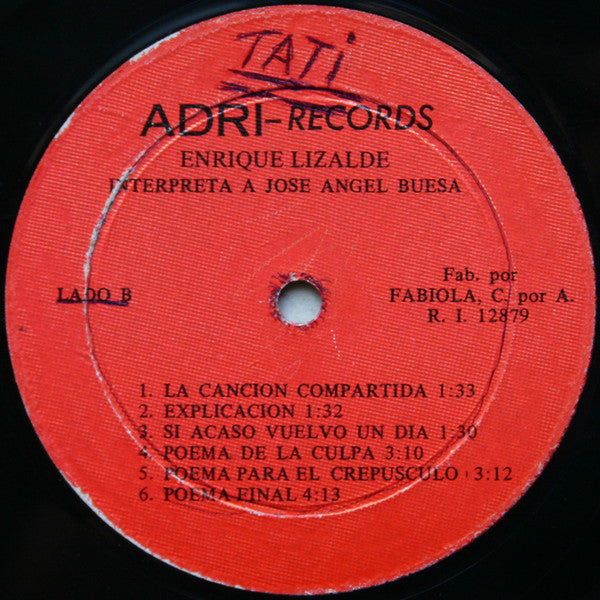 TATI
ADRI-RECORDS
ENRIQUE LIZALDE
INTERPRETA A JOSE ANGEL BUESA
LADO B
Fab. por
FABIOLA, C. por A.
R. I. 12879
1. LA CANCION COMPARTIDA 1:33
2. EXPLICACION 1:32
3. SI ACASO VUELVO UN DIA 1:30
4. POEMA DE LA CULPA 3:10
5. POEMA PARA EL CREPUSCULO 3:12
6. POEMA FINAL 4:13